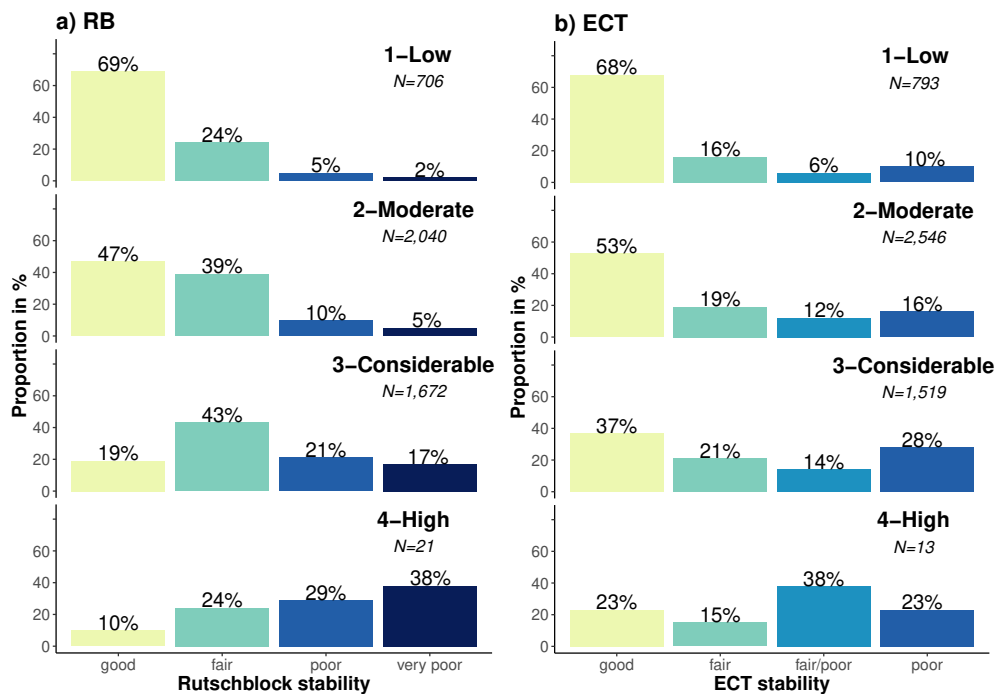 a) RB
1–Low
N=706
69%
24%
5%
2%
60
40
20
0
2–Moderate
N=2,040
47%
39%
10%
5%
60
40
20
0
3–Considerable
N=1,672
19%
43%
21%
17%
60
40
20
0
4–High
N=21
10%
24%
29%
38%
60
40
20
0
good fair poor very poor
Rutschblock stability
Proportion in %
b) ECT
1–Low
N=793
68%
16%
6%
10%
60
40
20
0
2–Moderate
N=2,546
53%
19%
12%
16%
60
40
20
0
3–Considerable
N=1,519
37%
21%
14%
28%
60
40
20
0
4–High
N=13
23%
15%
38%
23%
60
40
20
0
good fair fair/poor poor
ECT stability
Proportion in %